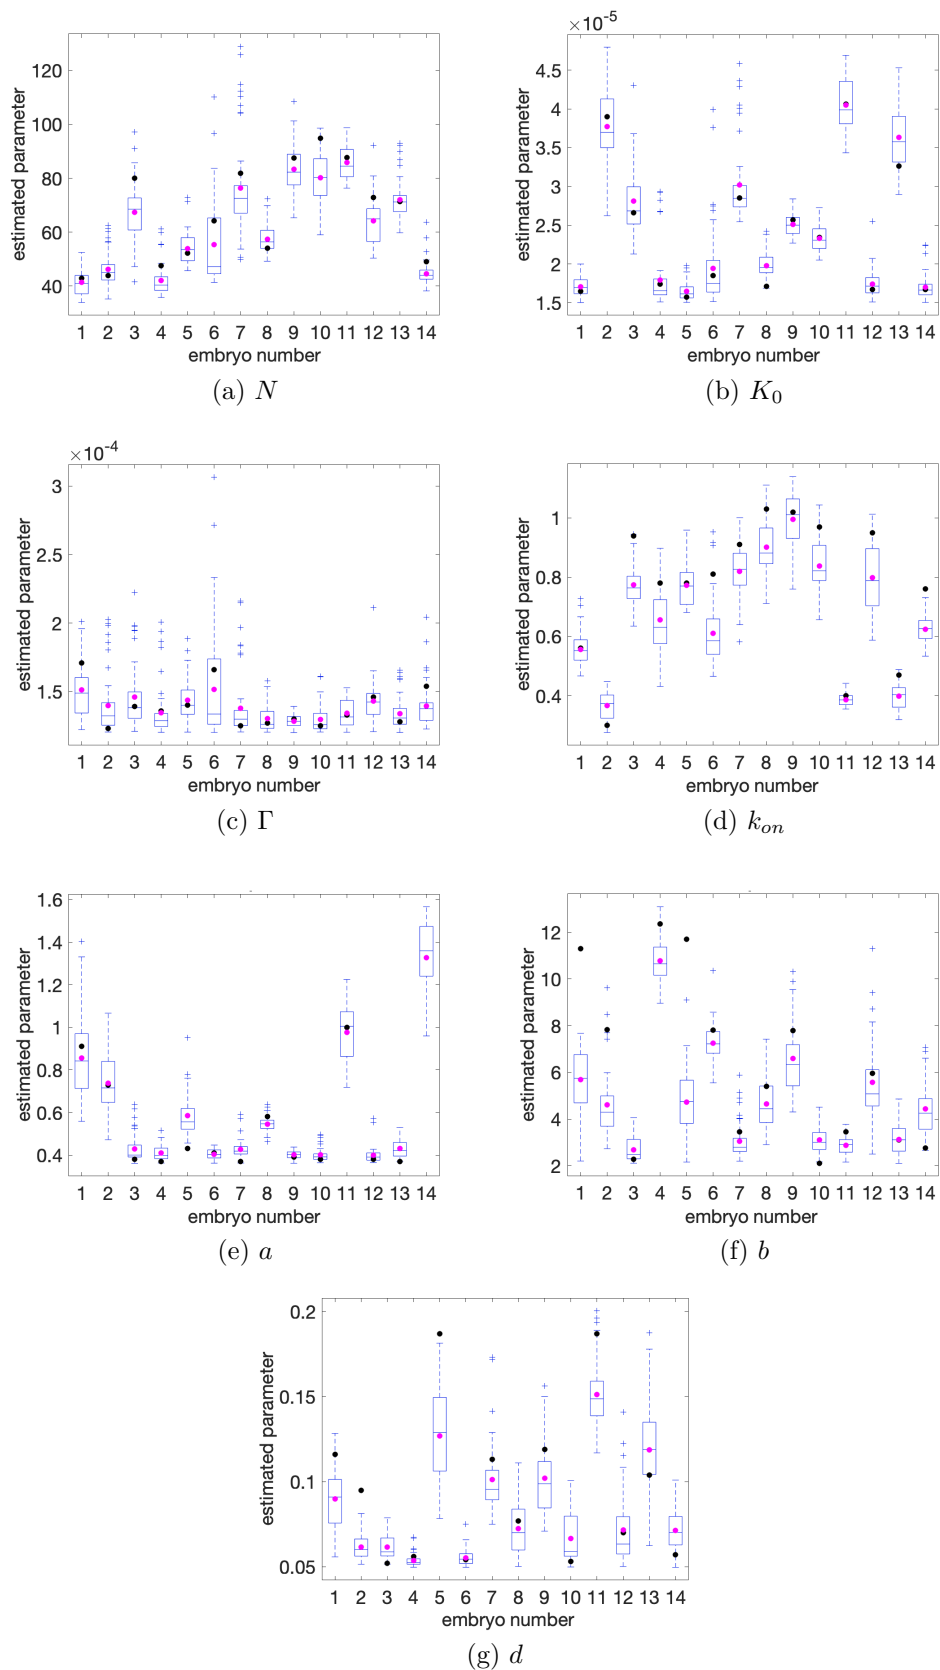 ×10-5
120
100
80
60
40
estimated parameter
1 2 3 4 5 6 7 8 9 10 11 12 13 14
embryo number
(a) N
4.5
3.5
3
2.5
2
1.5
estimated parameter
1 2 3 4 5 6 7 8 9 10 11 12 13 14
embryo number
(b) K0
×10-4
3
2-4
2
1.5
estimated parameter
1 2 3 4 5 6 7 8 9 10 11 12 13 14
embryo number
(c) Γ
1
0.8
0.6
0.4
estimated parameter
1 2 3 4 5 6 7 8 9 10 11 12 13 14
embryo number
(d) kon
1.6
1.4
1.2
1
0.8
0.6
0.4
estimated parameter
1 2 3 4 5 6 7 8 9 10 11 12 13 14
embryo number
(e) a
12
10
8
6
4
2
estimated parameter
1 2 3 4 5 6 7 8 9 10 11 12 13 14
embryo number
(f) b
0.2
0.15
0.1
0.05
estimated parameter
1 2 3 4 5 6 7 8 9 10 11 12 13 14
embryo number
(g) d